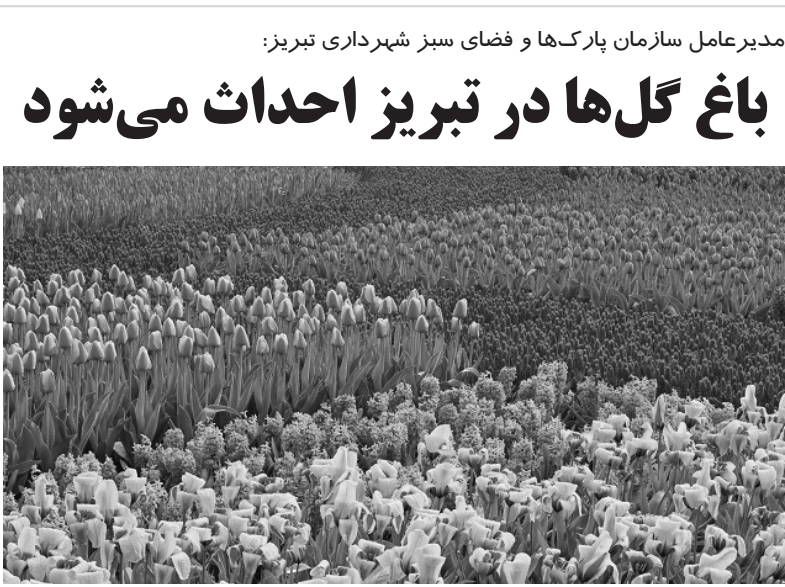 مدیرعامل سازمان پارک‌ها و فضای سبز شهرداری تبریز:
باغ گل‌ها در تبریز احداث می‌شود